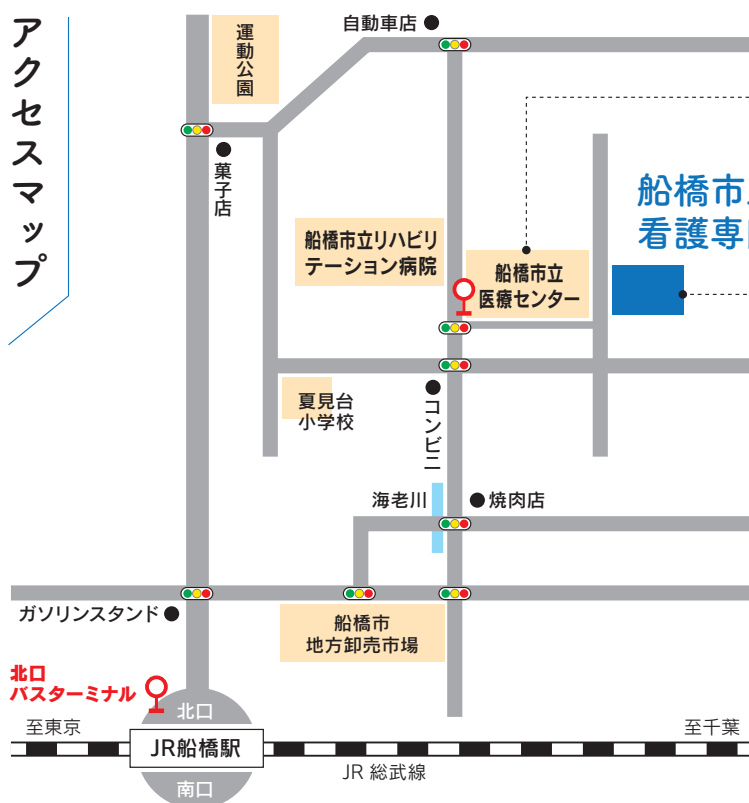 アクセスマップ
自動車店
運動公園
菓子店
船橋市
看護専
船橋市立リハビリ
テーション病院
船橋市立
医療センター
夏見台
小学校
コンビニ
海老川
焼肉店
ガソリンスタンド
船橋市
地方卸売市場
北口
バスターミナル
北口
至東京
至千葉
JR船橋駅
JR 総武線
南口